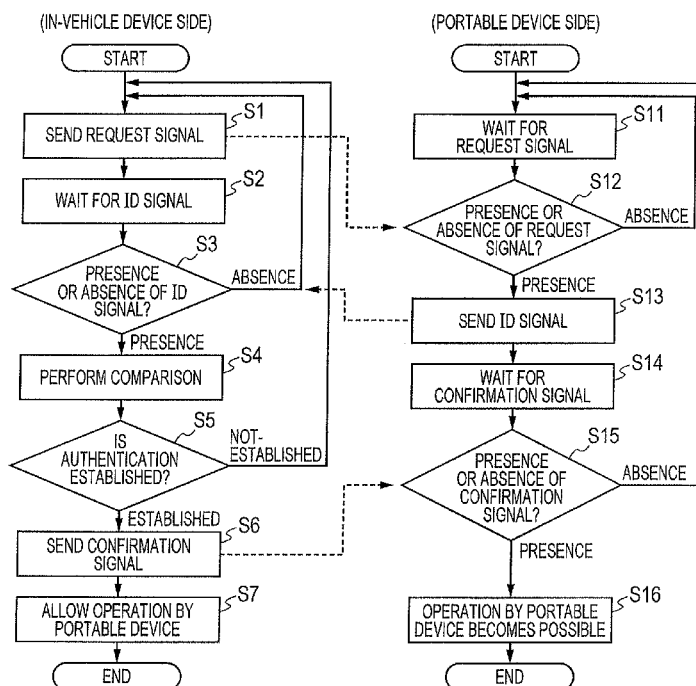 (IN-VEHICLE DEVICE SIDE)
START
S1
SEND REQUEST SIGNAL
S2
WAIT FOR ID SIGNAL
S3
PRESENCE
OR ABSENCE OF ID
SIGNAL?
ABSENCE
PRESENCE
S4
PERFORM COMPARISON
S5
IS
AUTHENTICATION
ESTABLISHED?
NOT-
ESTABLISHED
ESTABLISHED
S6
SEND CONFIRMATION
SIGNAL
S7
ALLOW OPERATION BY
PORTABLE DEVICE
END
(PORTABLE DEVICE SIDE)
START
S11
WAIT FOR
REQUEST SIGNAL
S12
PRESENCE OR
ABSENCE OF REQUEST
SIGNAL?
ABSENCE
PRESENCE
S13
SEND ID SIGNAL
S14
WAIT FOR
CONFIRMATION SIGNAL
S15
PRESENCE
OR ABSENCE OF
CONFIRMATION
SIGNAL?
ABSENCE
PRESENCE
S16
OPERATION BY PORTABLE
DEVICE BECOMES POSSIBLE
END